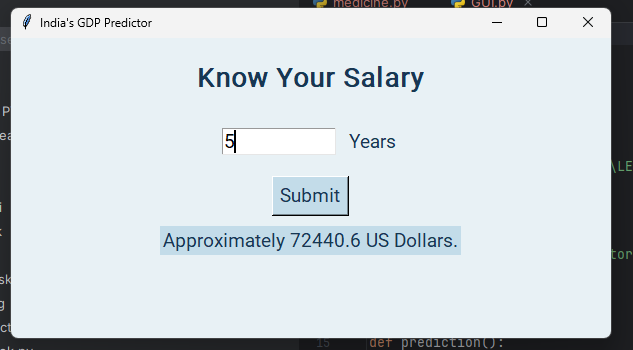 medicine.py GUI.py
India's GDP Predictor
Know Your Salary
5 Years
Submit
Approximately 72440.6 US Dollars.
\LE
15 def prediction():